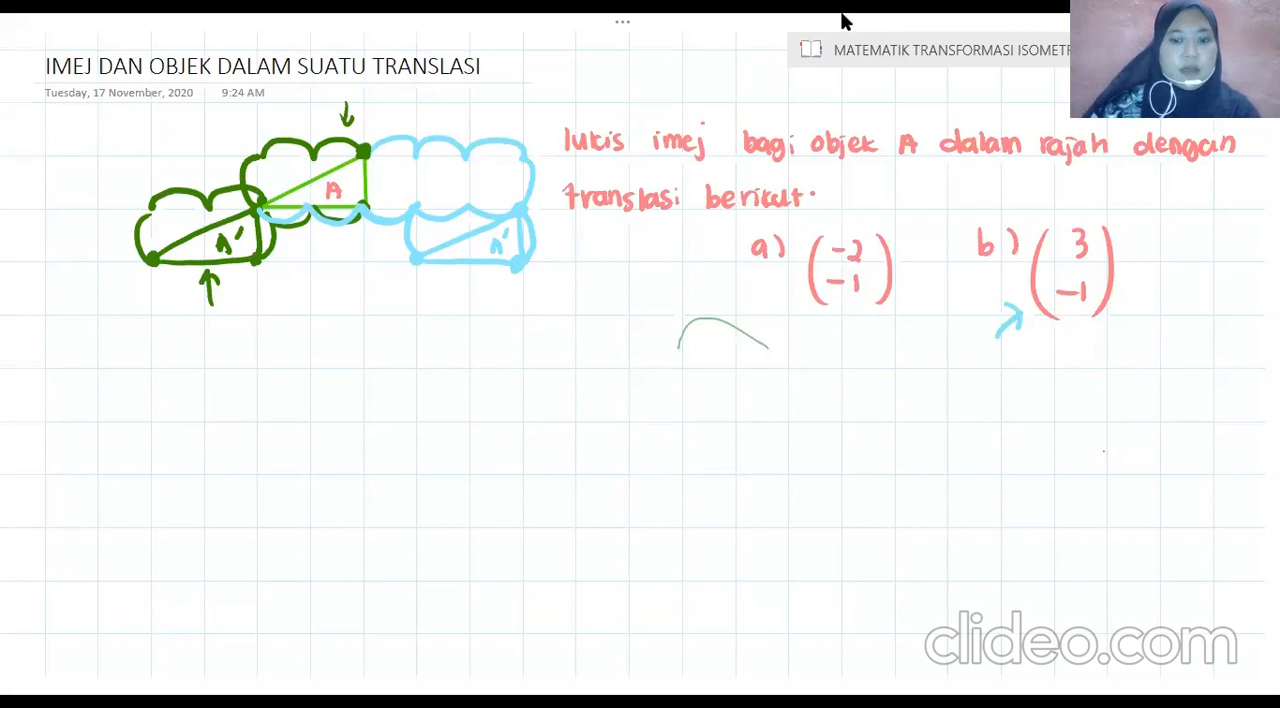 IMEJ DAN OBJEK DALAM SUATU TRANSLASI
Tuesday, 17 November, 2020 9:24 AM
MATEMATIK TRANSFORMASI ISOMETR
lukis imej bagi objek A dalam rajah dengan
translasi berikut.
a) (-2
-1)
b) (3
-1)
A
A'
A'
clideo.com